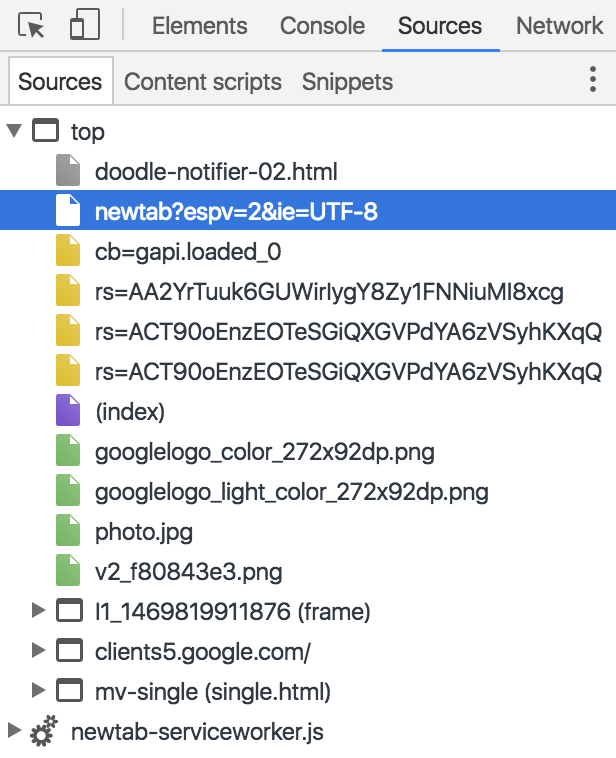 Elements Console Sources Network
Sources Content scripts Snippets
top
doodle-notifier-02.html
newtab?espv=2&ie=UTF-8
cb=gapi.loaded_0
rs=AA2YrTuuk6GUWirlygY8Zy1FNNiuMl8xcg
rs=ACT90oEnzEOTeSGiQXGVPdYA6zVSyhKXqQ
rs=ACT90oEnzEOTeSGiQXGVPdYA6zVSyhKXqQ
(index)
googlelogo_color_272x92dp.png
googlelogo_light_color_272x92dp.png
photo.jpg
v2_f80843e3.png
l1_1469819911876 (frame)
clients5.google.com/
mv-single (single.html)
newtab-serviceworker.js